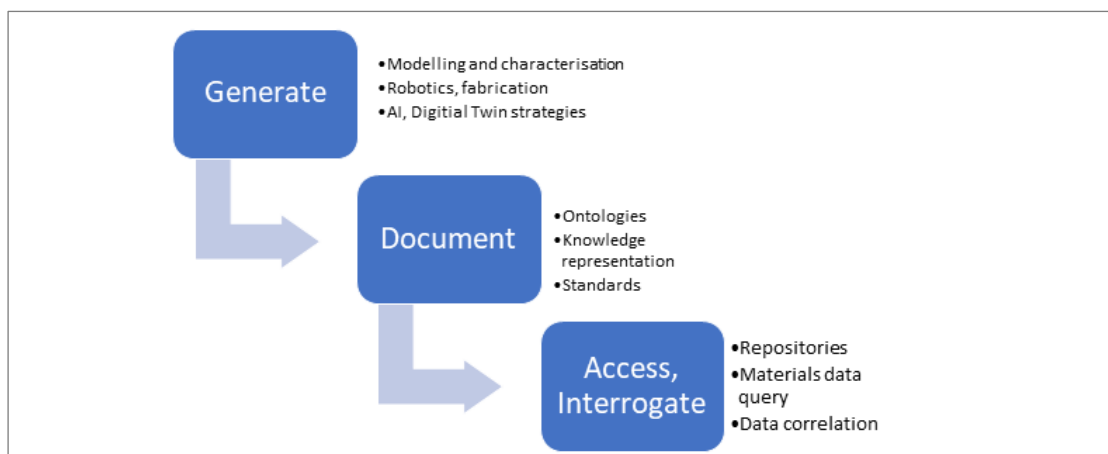 Generate
•Modelling and characterisation
•Robotics, fabrication
•AI, Digitial Twin strategies
Document
•Ontologies
•Knowledge
representation
•Standards
Access,
Interrogate
•Repositories
•Materials data
query
•Data correlation